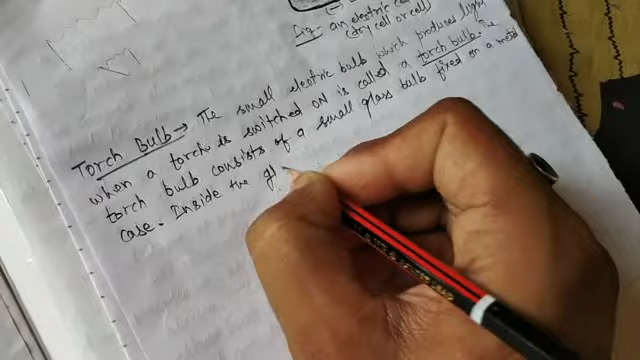 Fig:- an electric cell
(dry cell or cell)
Torch Bulb → The small electric bulb which produces light
when a torch is switched ON is called a torch bulb. The
torch bulb consists of a small glass bulb fixed on a metal
case. Inside the gl